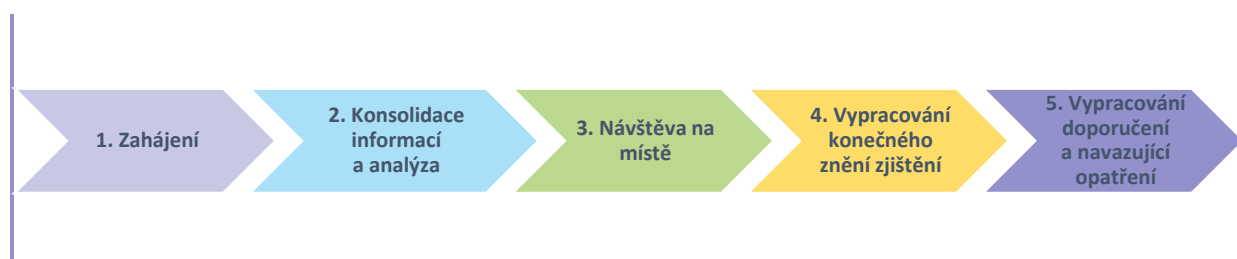 1. Zahájení
2. Konsolidace
informací
a analýza
3. Návštěva na
místě
4. Vypracování
konečného
znění zjištění
5. Vypracování
doporučení
a navazující
opatření